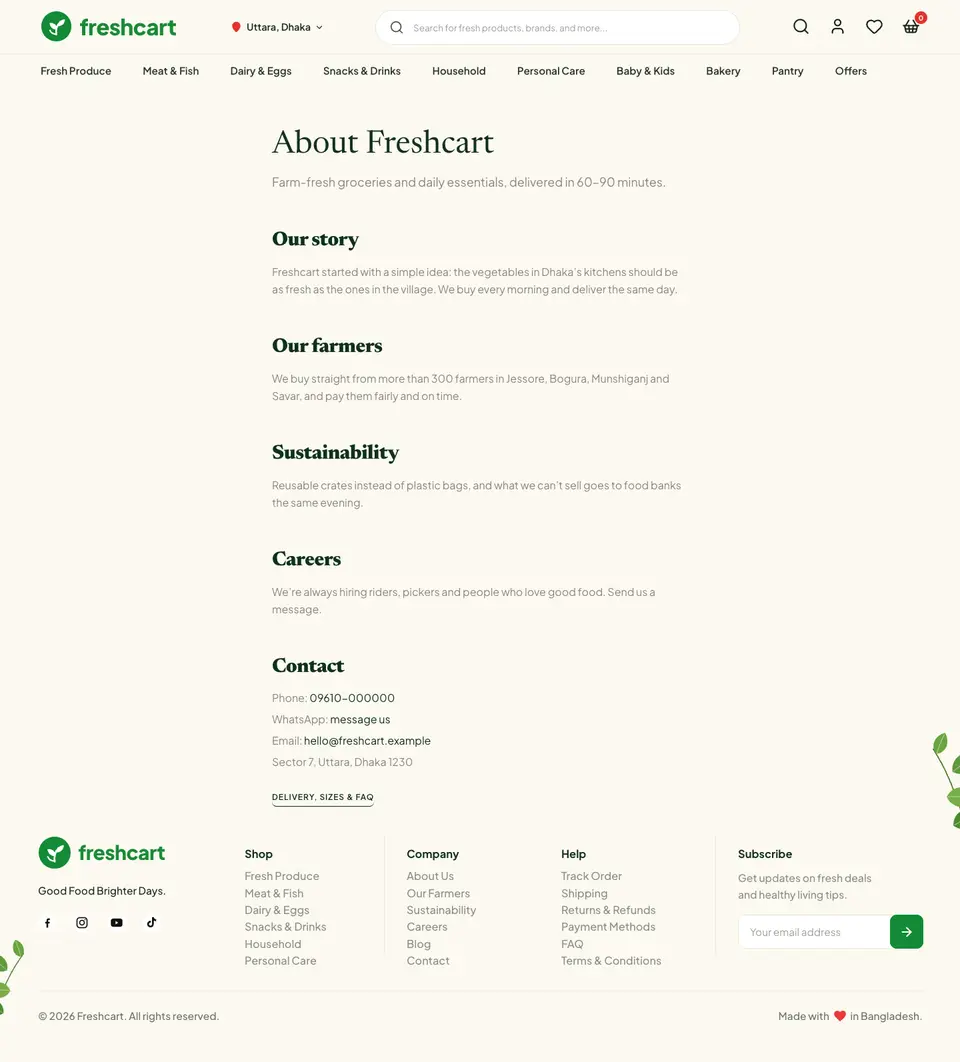 freshcart
Uttara, Dhaka
Search for fresh products, brands, and more...
0
Fresh Produce
Meat & Fish
Dairy & Eggs
Snacks & Drinks
Household
Personal Care
Baby & Kids
Bakery
Pantry
Offers
About Freshcart
Farm-fresh groceries and daily essentials, delivered in 60–90 minutes.
Our story
Freshcart started with a simple idea: the vegetables in Dhaka's kitchens should be
as fresh as the ones in the village. We buy every morning and deliver the same day.
Our farmers
We buy straight from more than 300 farmers in Jessore, Bogura, Munshiganj and
Savar, and pay them fairly and on time.
Sustainability
Reusable crates instead of plastic bags, and what we can't sell goes to food banks
the same evening.
Careers
We're always hiring riders, pickers and people who love good food. Send us a
message.
Contact
Phone: 09610-000000
WhatsApp: message us
Email: hello@freshcart.example
Sector 7, Uttara, Dhaka 1230
DELIVERY, SIZES & FAQ
freshcart
Good Food Brighter Days.
Shop
Fresh Produce
Meat & Fish
Dairy & Eggs
Snacks & Drinks
Household
Personal Care
Company
About Us
Our Farmers
Sustainability
Careers
Blog
Contact
Help
Track Order
Shipping
Returns & Refunds
Payment Methods
FAQ
Terms & Conditions
Subscribe
Get updates on fresh deals
and healthy living tips.
Your email address
© 2026 Freshcart. All rights reserved.
Made with ❤️ in Bangladesh.